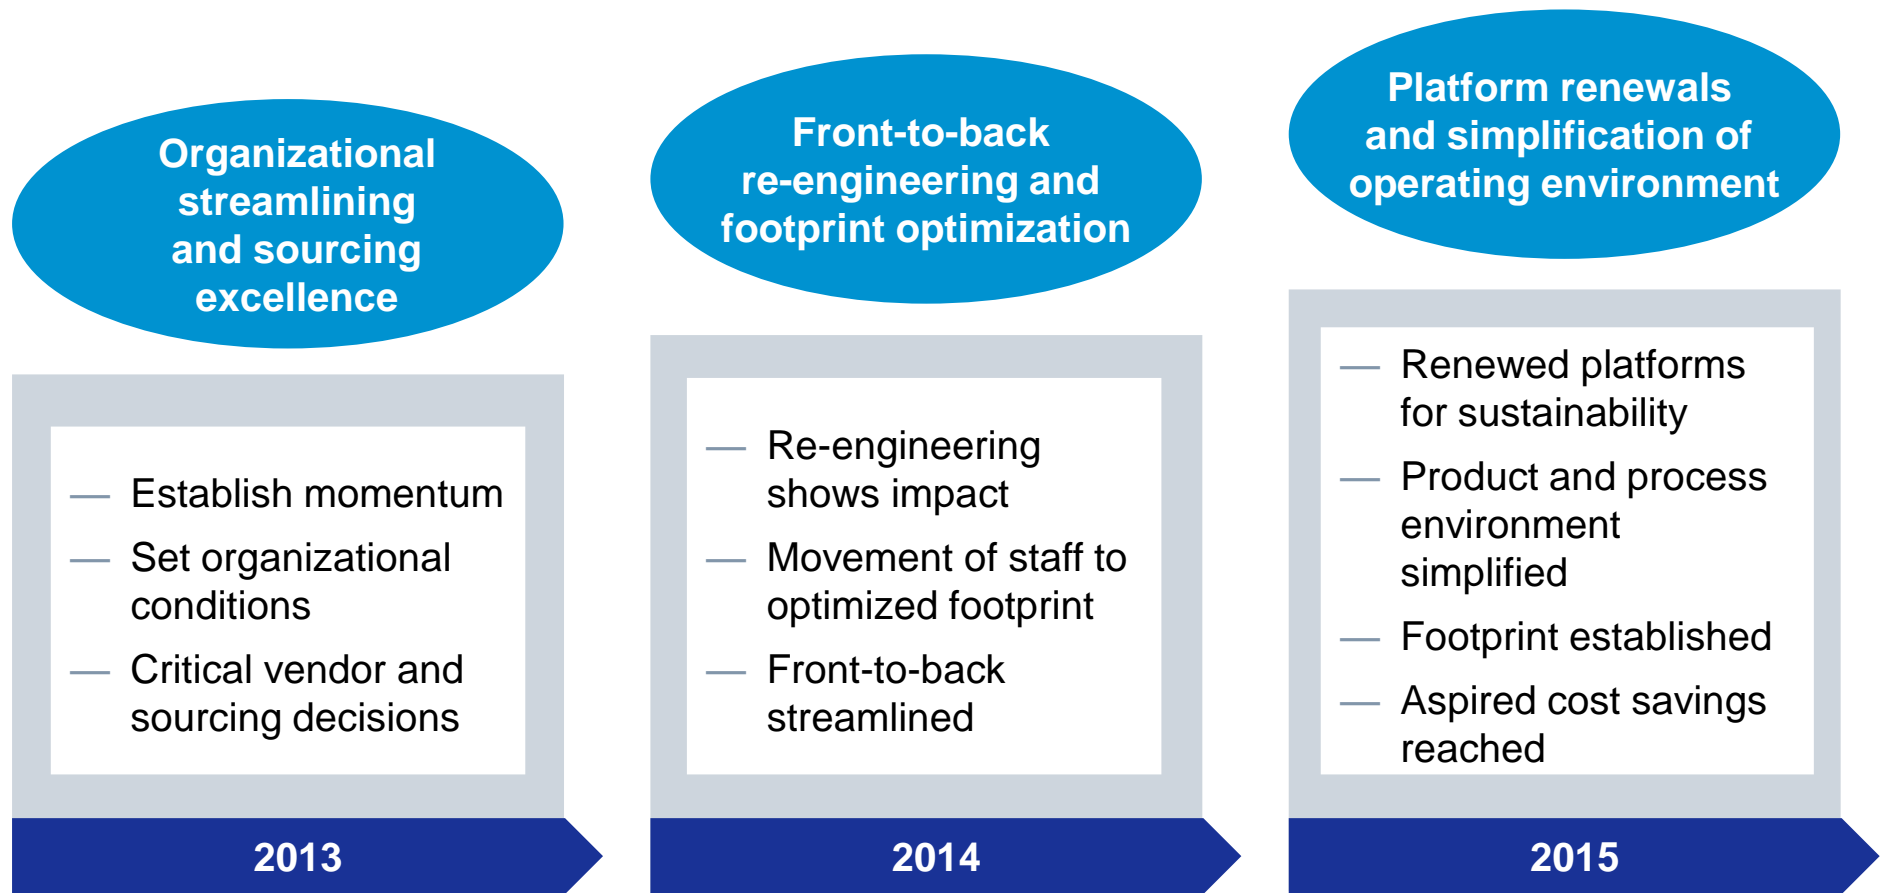 Organizational
streamlining
and sourcing
excellence
— Establish momentum
— Set organizational
conditions
— Critical vendor and
sourcing decisions
2013
Front-to-back
re-engineering and
footprint optimization
— Re-engineering
shows impact
— Movement of staff to
optimized footprint
— Front-to-back
streamlined
2014
Platform renewals
and simplification of
operating environment
— Renewed platforms
for sustainability
— Product and process
environment
simplified
— Footprint established
— Aspired cost savings
reached
2015